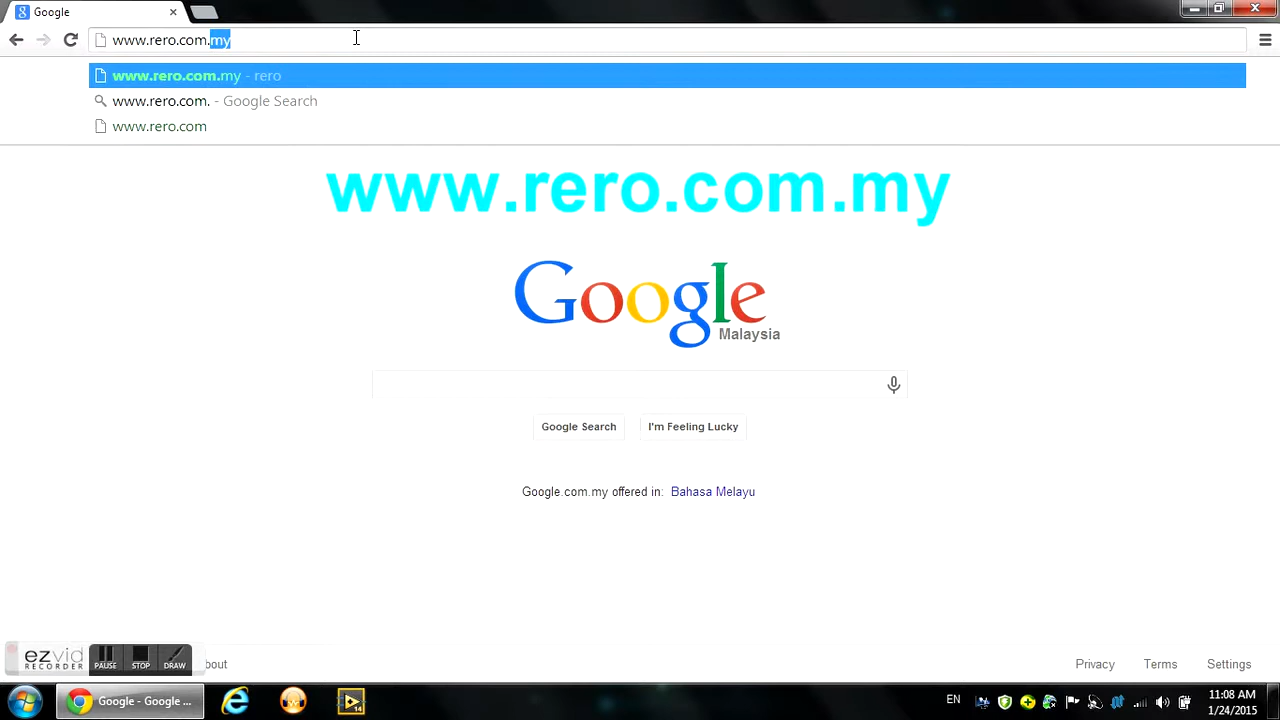 Google
www.rero.com.my
www.rero.com.my - rero
www.rero.com. - Google Search
www.rero.com
www.rero.com.my
Google
Malaysia
Google Search
I'm Feeling Lucky
Google.com.my offered in: Bahasa Melayu
ezvid
RECORDER
PAUSE
STOP
DRAW
bout
Privacy
Terms
Settings
Google - Google ...
14
EN
11:08 AM
1/24/2015